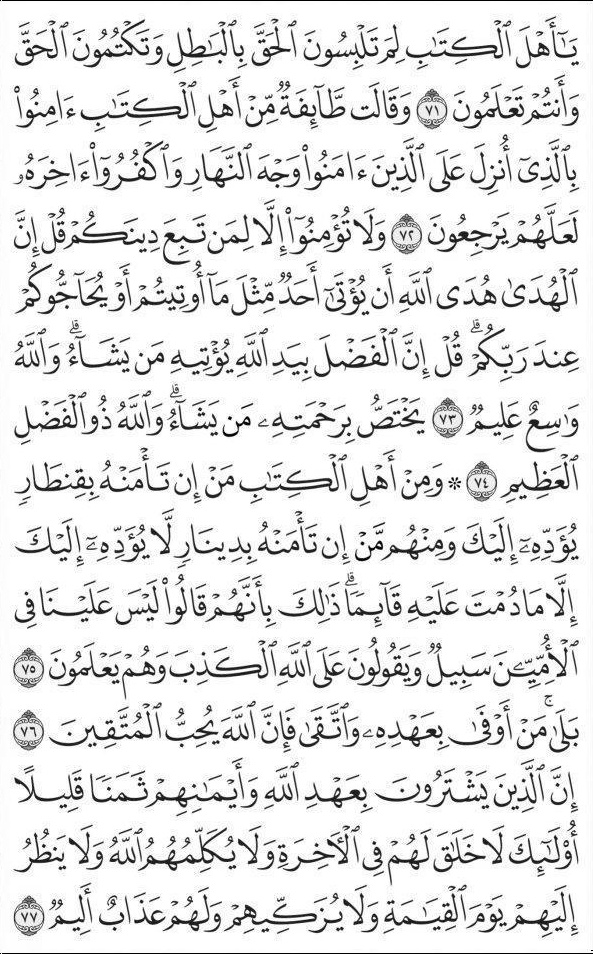 يَـٰٓأَهْلَ ٱلْكِتَـٰبِ لِمَ تَلْبِسُونَ ٱلْحَقَّ بِٱلْبَـٰطِلِ وَتَكْتُمُونَ ٱلْحَقَّ
وَأَنتُمْ تَعْلَمُونَ ٧١ وَقَالَت طَّآئِفَةٌ مِّنْ أَهْلِ ٱلْكِتَـٰبِ ءَامِنُوا۟
بِٱلَّذِىٓ أُنزِلَ عَلَى ٱلَّذِينَ ءَامَنُوا۟ وَجْهَ ٱلنَّهَارِ وَٱكْفُرُوٓا۟ ءَاخِرَهُۥ
لَعَلَّهُمْ يَرْجِعُونَ ٧٢ وَلَا تُؤْمِنُوٓا۟ إِلَّا لِمَن تَبِعَ دِينَكُمْ قُلْ إِنَّ
ٱلْهُدَىٰ هُدَى ٱللَّهِ أَن يُؤْتَىٰٓ أَحَدٌ مِّثْلَ مَآ أُوتِيتُمْ أَوْ يُحَآجُّوكُمْ
عِندَ رَبِّكُمْ ۗ قُلْ إِنَّ ٱلْفَضْلَ بِيَدِ ٱللَّهِ يُؤْتِيهِ مَن يَشَآءُ ۗ وَٱللَّهُ
وَٰسِعٌ عَلِيمٌ ٧٣ يَخْتَصُّ بِرَحْمَتِهِۦ مَن يَشَآءُ ۗ وَٱللَّهُ ذُو ٱلْفَضْلِ
ٱلْعَظِيمِ ٧٤ * وَمِنْ أَهْلِ ٱلْكِتَـٰبِ مَنْ إِن تَأْمَنْهُ بِقِنطَارٍ
يُؤَدِّهِۦٓ إِلَيْكَ وَمِنْهُم مَّنْ إِن تَأْمَنْهُ بِدِينَارٍ لَّا يُؤَدِّهِۦٓ إِلَيْكَ
إِلَّا مَا دُمْتَ عَلَيْهِ قَآئِمًا ۗ ذَٰلِكَ بِأَنَّهُمْ قَالُوا۟ لَيْسَ عَلَيْنَا فِى
ٱلْأُمِّيِّـۧنَ سَبِيلٌ وَيَقُولُونَ عَلَى ٱللَّهِ ٱلْكَذِبَ وَهُمْ يَعْلَمُونَ ٧٥
بَلَىٰ ۚ مَنْ أَوْفَىٰ بِعَهْدِهِۦ وَٱتَّقَىٰ فَإِنَّ ٱللَّهَ يُحِبُّ ٱلْمُتَّقِينَ ٧٦
إِنَّ ٱلَّذِينَ يَشْتَرُونَ بِعَهْدِ ٱللَّهِ وَأَيْمَـٰنِهِمْ ثَمَنًا قَلِيلًا
أُو۟لَـٰٓئِكَ لَا خَلَـٰقَ لَهُمْ فِى ٱلْـَٔاخِرَةِ وَلَا يُكَلِّمُهُمُ ٱللَّهُ وَلَا يَنظُرُ
إِلَيْهِمْ يَوْمَ ٱلْقِيَـٰمَةِ وَلَا يُزَكِّيهِمْ وَلَهُمْ عَذَابٌ أَلِيمٌ ٧٧